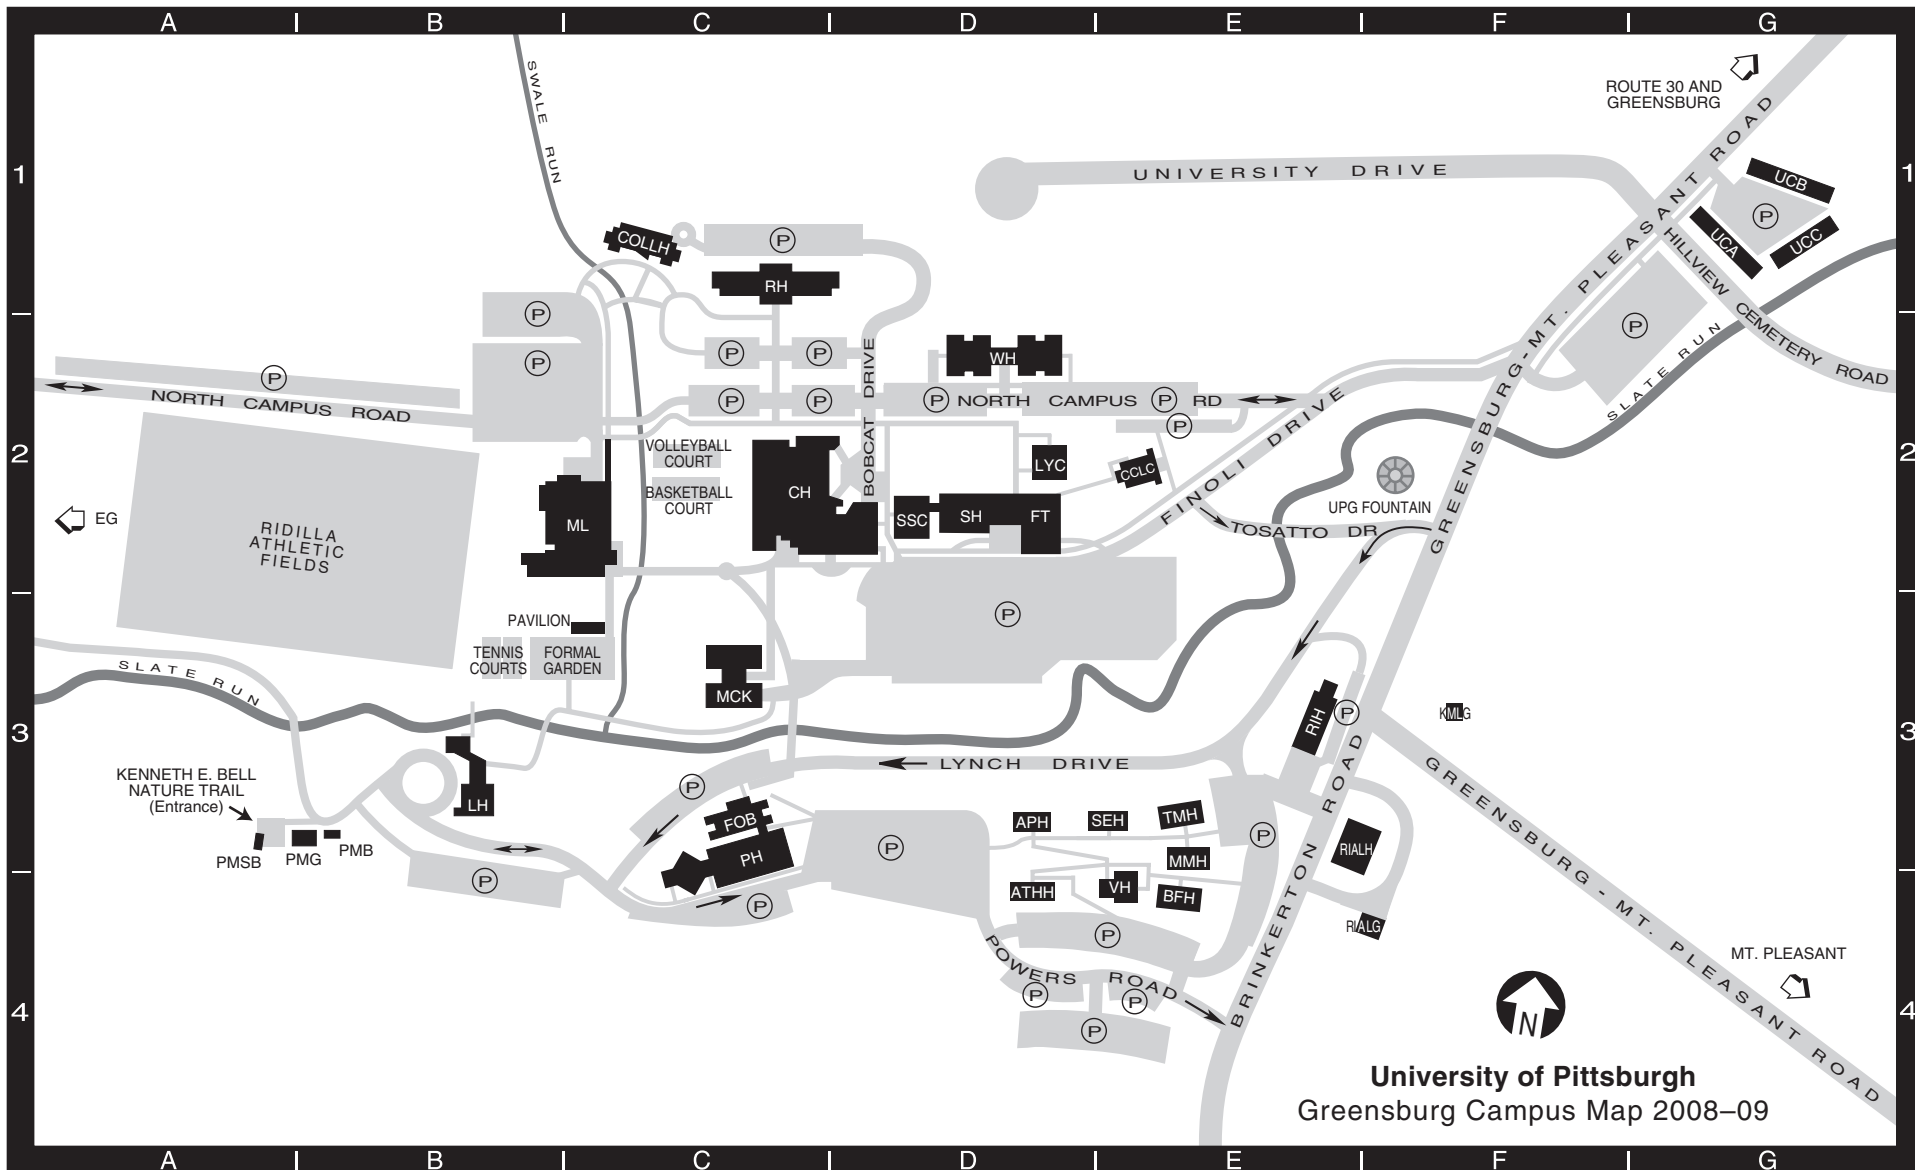 A B C D E F G
1
1
2
2
3
3
4
4
SWALE RUN
ROUTE 30 AND
GREENSBURG
UNIVERSITY DRIVE
GREENSBURG-MT. PLEASANT ROAD
UCB
P
UCA
UCC
HILLVIEW CEMETERY ROAD
COLLH
P
RH
P
P
P
P
P
WH
P
SLATE RUN
P
NORTH CAMPUS ROAD
P
P
BOBCAT DRIVE
P
NORTH CAMPUS
P
RD
P
FINOLI DRIVE
VOLLEYBALL
COURT
BASKETBALL
COURT
CH
LYC
CCLC
UPG FOUNTAIN
EG
RIDILLA
ATHLETIC
FIELDS
ML
SSC
SH
FT
TOSATTO DR
PAVILION
P
TENNIS
COURTS
FORMAL
GARDEN
SLATE RUN
MCK
RIH
P
KMLG
KENNETH E. BELL
NATURE TRAIL
(Entrance)
LH
P
LYNCH DRIVE
BRINKERTON ROAD
GREENSBURG - MT. PLEASANT ROAD
PMSB
PMG
PMB
FOB
PH
P
APH
SEH
TMH
P
RIALH
MMH
P
P
ATHH
VH
BFH
RIALG
P
POWERS ROAD
P
P
P
MT. PLEASANT
N
University of Pittsburgh
Greensburg Campus Map 2008–09
A B C D E F G